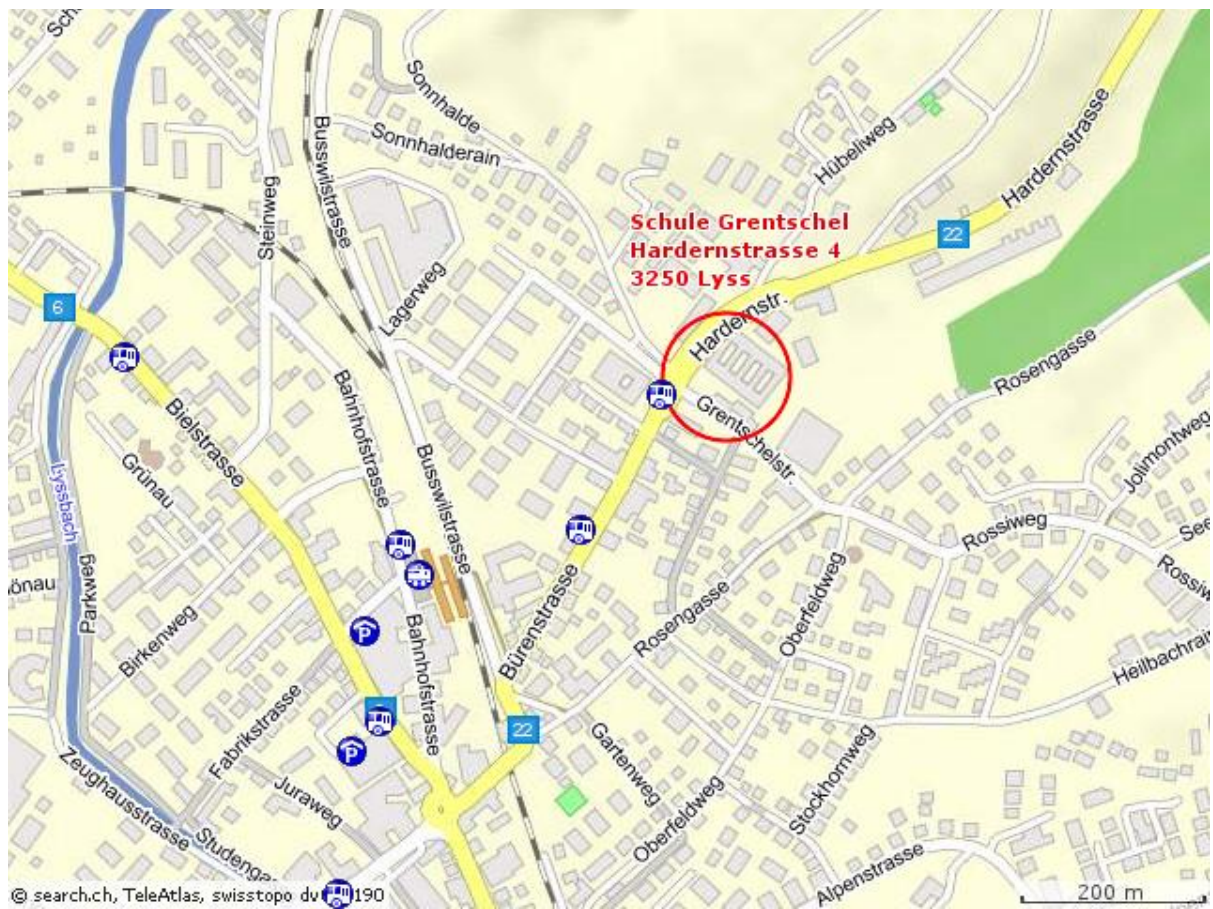 Sonnhalde
Sonnhalderain
Busswilstrasse
Steinweg
Hübeliweg
Hardernstrasse
Schule Grentschel
Hardernstrasse 4
3250 Lyss
22
6
Lagerweg
Hardernstr.
Rosengasse
Bahnhofstrasse
Bielstrasse
Grentschelstr.
Jolimontweg
Grünau
Lyssbach
Busswilstrasse
Rossiweg
Parkweg
Birkenweg
Bürenstrasse
Rosengasse
Oberfeldweg
Heilbachrain
Bahnhofstrasse
P
22
Fabrikstrasse
Gartenweg
Stockhornweg
P
Zeughausstrasse
Juraweg
Oberfeldweg
Alpenstrasse
© search.ch, TeleAtlas, swisstopo
190
200 m